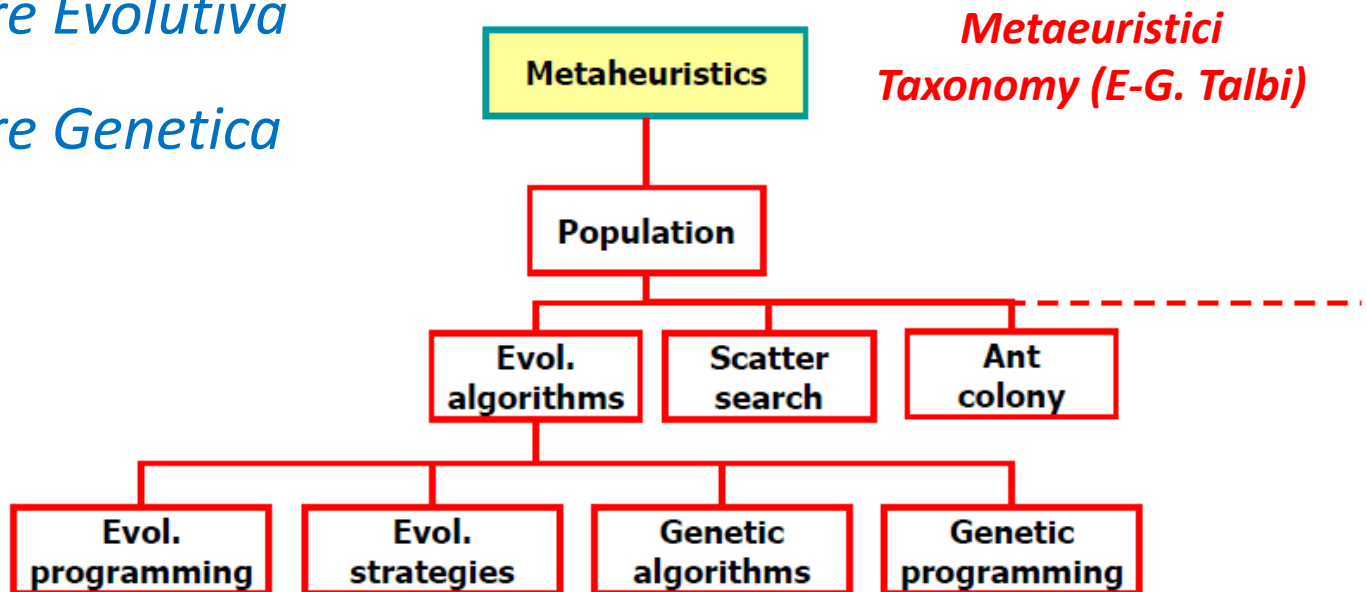 re Evolutiva
re Genetica
Metaeuristici
Taxonomy (E-G. Talbi)
Metaheuristics
Population
Evol.
algorithms
Scatter
search
Ant
colony
Evol.
programming
Evol.
strategies
Genetic
algorithms
Genetic
programming